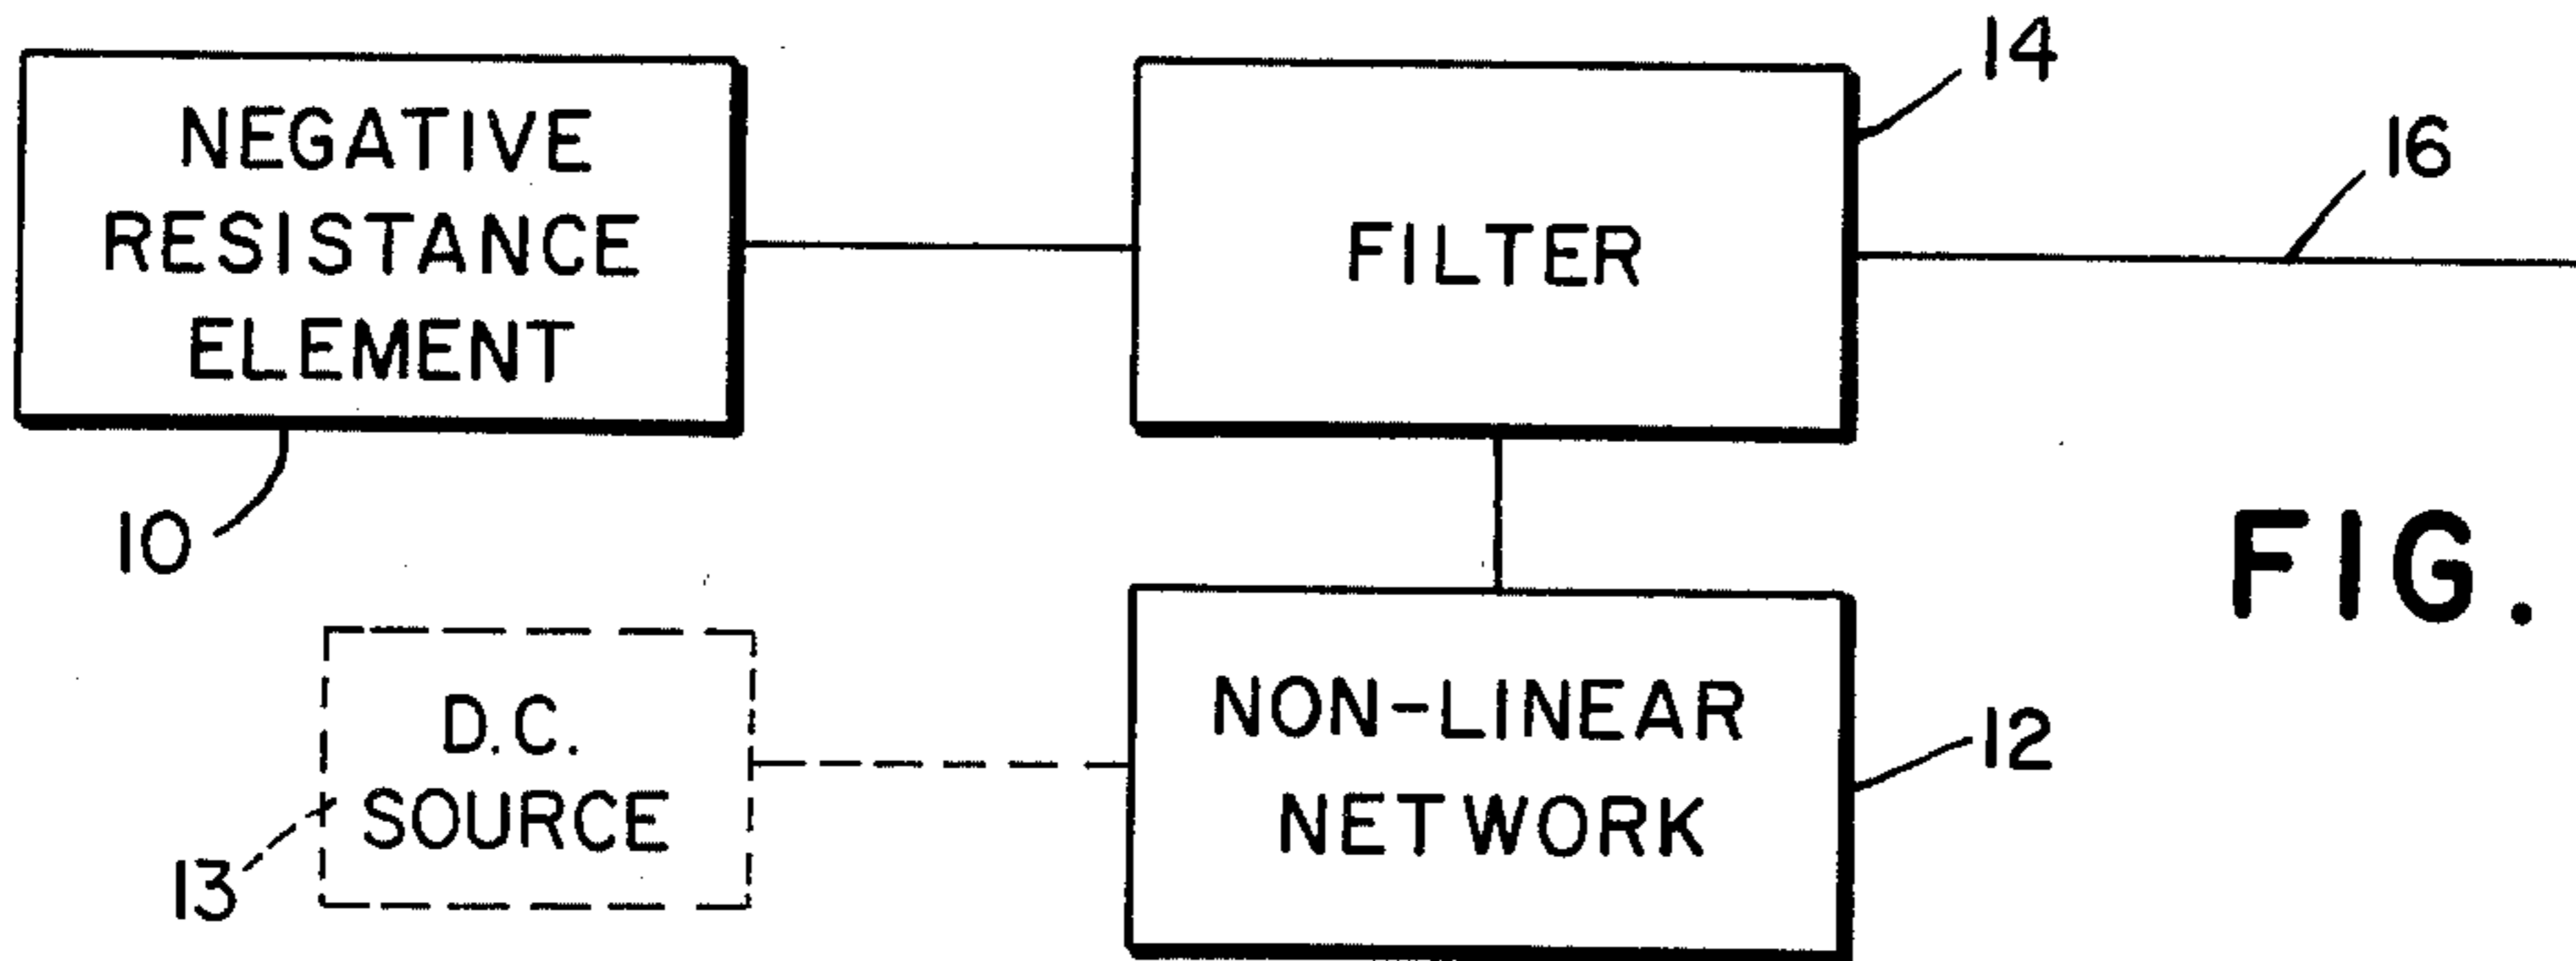 NEGATIVE
RESISTANCE
ELEMENT
10
FILTER
14
16
FIG.
D.C.
SOURCE
13
NON-LINEAR
NETWORK
12